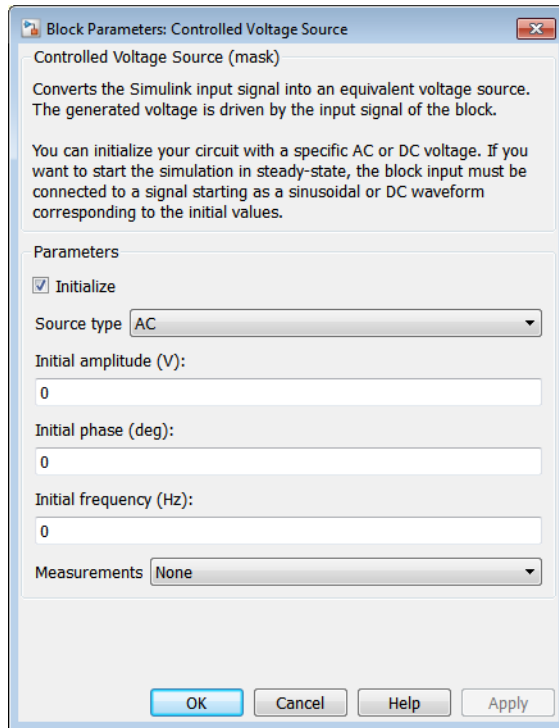 Block Parameters: Controlled Voltage Source
Controlled Voltage Source (mask)
Converts the Simulink input signal into an equivalent voltage source.
The generated voltage is driven by the input signal of the block.
You can initialize your circuit with a specific AC or DC voltage. If you
want to start the simulation in steady-state, the block input must be
connected to a signal starting as a sinusoidal or DC waveform
corresponding to the initial values.
Parameters
Initialize
Source type AC
Initial amplitude (V):
0
Initial phase (deg):
0
Initial frequency (Hz):
0
Measurements None
OK Cancel Help Apply